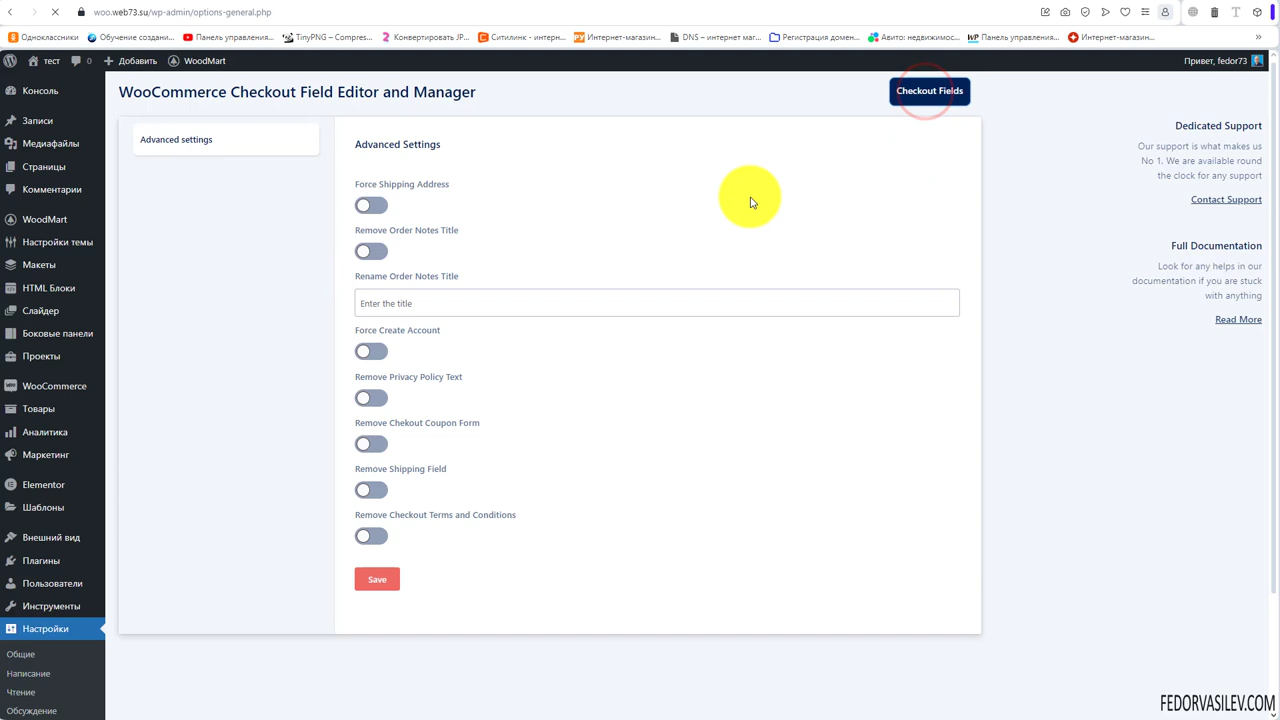 woo.web73.su/wp-admin/options-general.php
Одноклассники
Обучение создани...
Панель управления...
TinyPNG – Compres...
Конвертировать JP...
Ситилинк - интерн...
Интернет-магазин...
DNS – интернет маг...
Регистрация домен...
Авито: недвижимос...
Панель управления...
Интернет-магазин...
тест
0
Добавить
WoodMart
Привет, fedor73
Консоль
Записи
Медиафайлы
Страницы
Комментарии
WoodMart
Настройки темы
Макеты
HTML Блоки
Слайдер
Боковые панели
Проекты
WooCommerce
Товары
Аналитика
Маркетинг
Elementor
Шаблоны
Внешний вид
Плагины
Пользователи
Инструменты
Настройки
Общие
Написание
Чтение
Обсуждение
WooCommerce Checkout Field Editor and Manager
Checkout Fields
Advanced settings
Advanced Settings
Force Shipping Address
Remove Order Notes Title
Rename Order Notes Title
Enter the title
Force Create Account
Remove Privacy Policy Text
Remove Chekout Coupon Form
Remove Shipping Field
Remove Checkout Terms and Conditions
Save
Dedicated Support
Our support is what makes us
No 1. We are available round
the clock for any support
Contact Support
Full Documentation
Look for any helps in our
documentation if you are stuck
with anything
Read More
FEDORVASILEV.COM